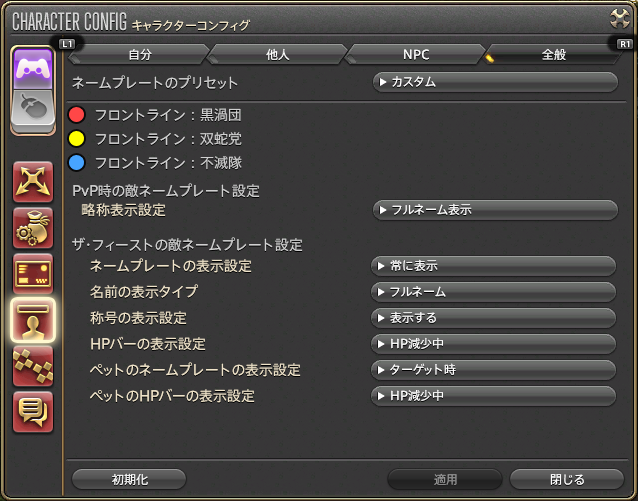 CHARACTER CONFIG キャラクターコンフィグ
L1 自分 他人 NPC 全般 R1
ネームプレートのプリセット カスタム
フロントライン：黒渦団
フロントライン：双蛇党
フロントライン：不滅隊
PvP時の敵ネームプレート設定
略称表示設定 フルネーム表示
ザ・フィーストの敵ネームプレート設定
ネームプレートの表示設定 常に表示
名前の表示タイプ フルネーム
称号の表示設定 表示する
HPバーの表示設定 HP減少中
ペットのネームプレートの表示設定 ターゲット時
ペットのHPバーの表示設定 HP減少中
初期化 適用 閉じる